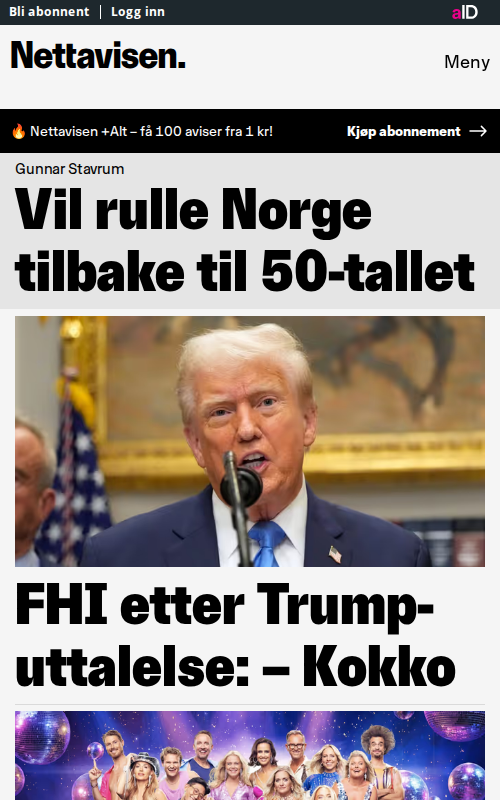 Bli abonnent | Logg inn
aID
Nettavisen.
Meny
🔥 Nettavisen +Alt – få 100 aviser fra 1 kr!
Kjøp abonnement →
Gunnar Stavrum
Vil rulle Norge
tilbake til 50-tallet
FHI etter Trump-
uttalelse: – Kokko